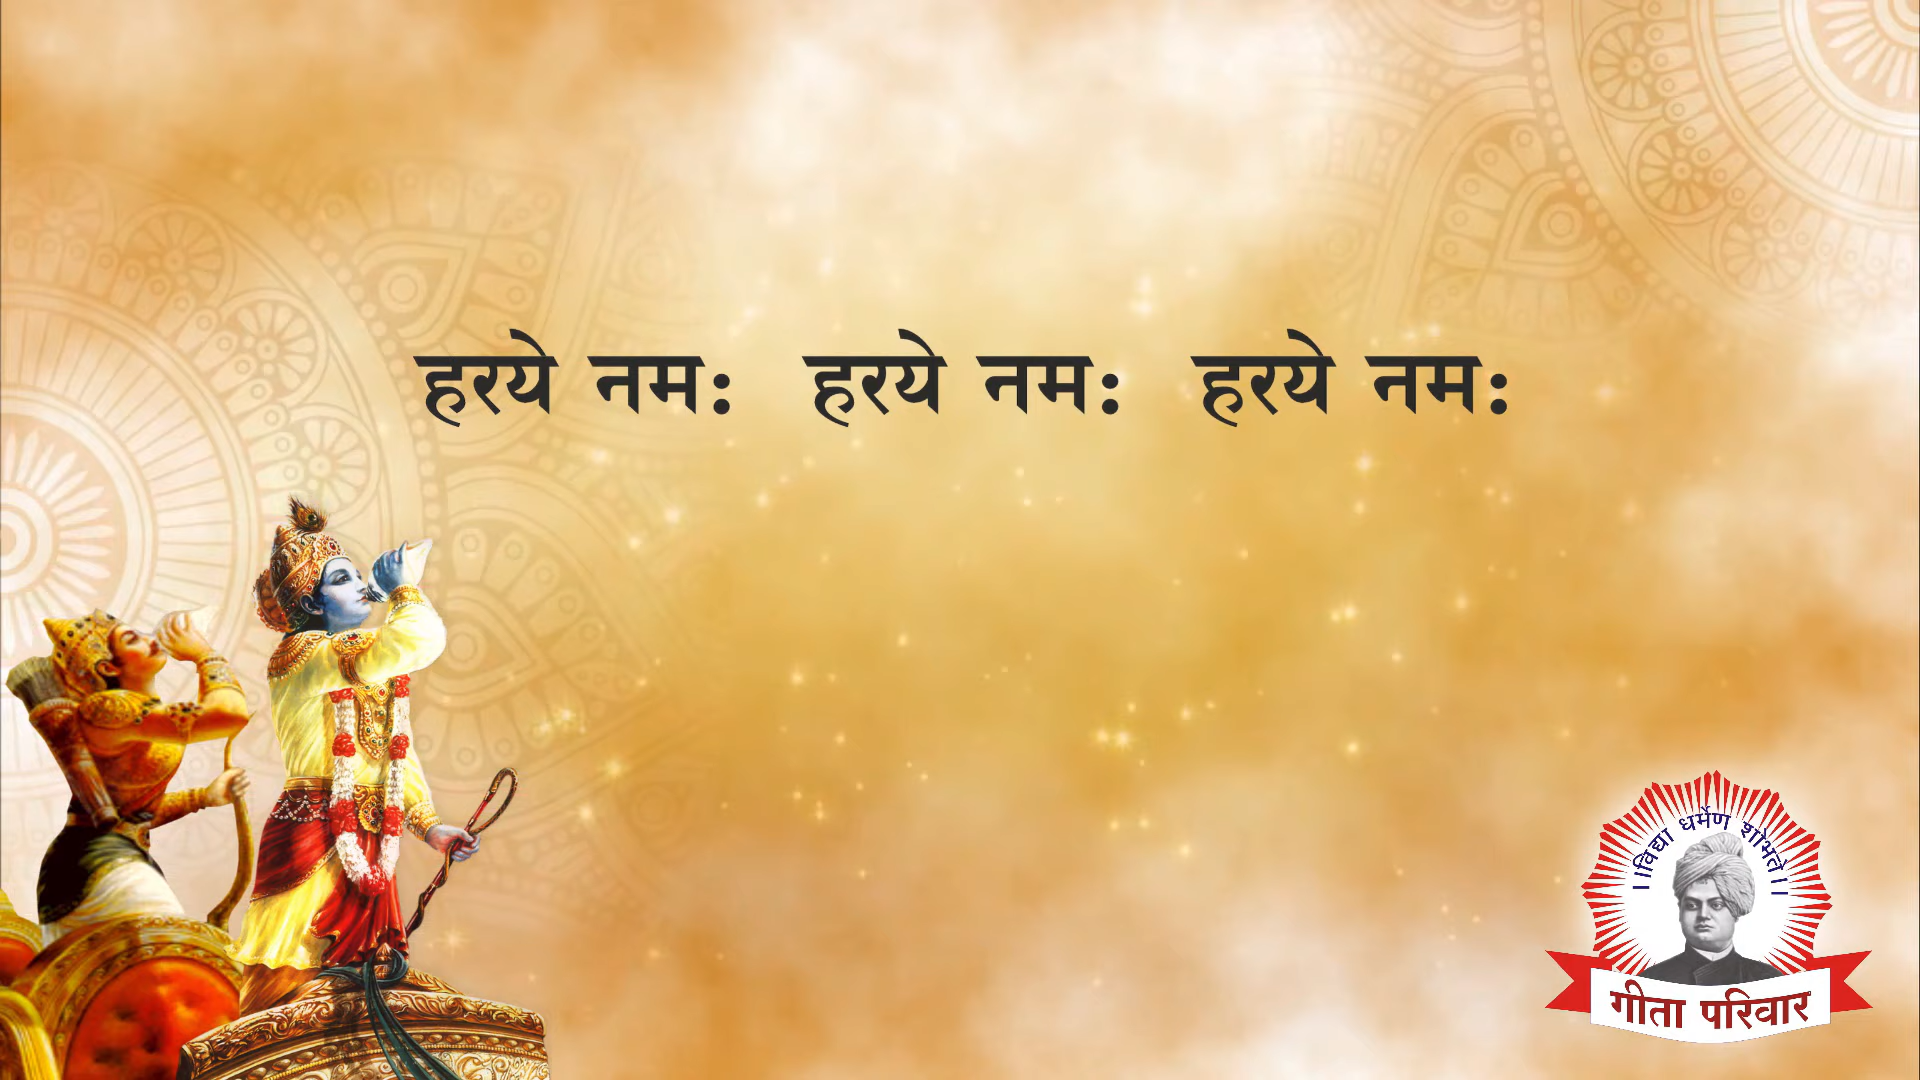 हरये नमः हरये नमः हरये नमः
।।विद्या धर्मेण शोभते।।
गीता परिवार